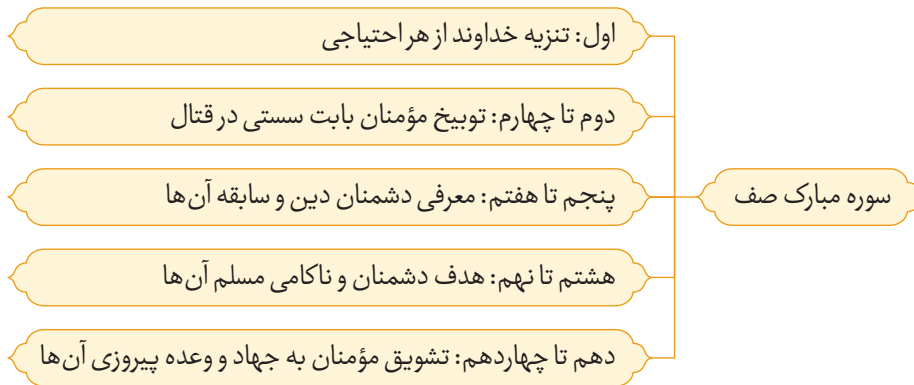 سوره مبارک صف
اول: تنزیه خداوند از هر احتیاجی
دوم تا چهارم: توبیخ مؤمنان بابت سستی در قتال
پنجم تا هفتم: معرفی دشمنان دین و سابقه آن‌ها
هشتم تا نهم: هدف دشمنان و ناکامی مسلم آن‌ها
دهم تا چهاردهم: تشویق مؤمنان به جهاد و وعده پیروزی آن‌ها